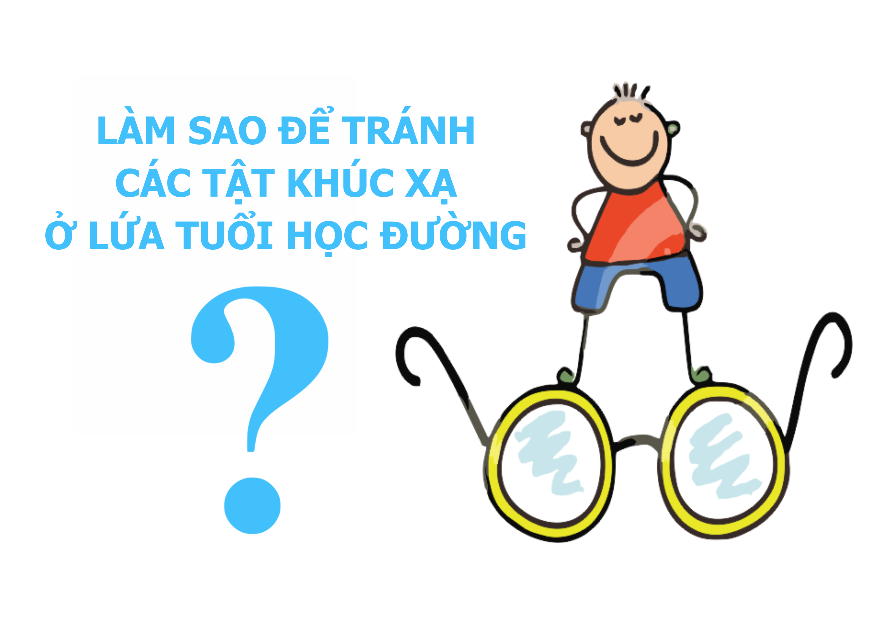 LÀM SAO ĐỂ TRÁNH
CÁC TẬT KHÚC XẠ
Ở LỨA TUỔI HỌC ĐƯỜNG
?